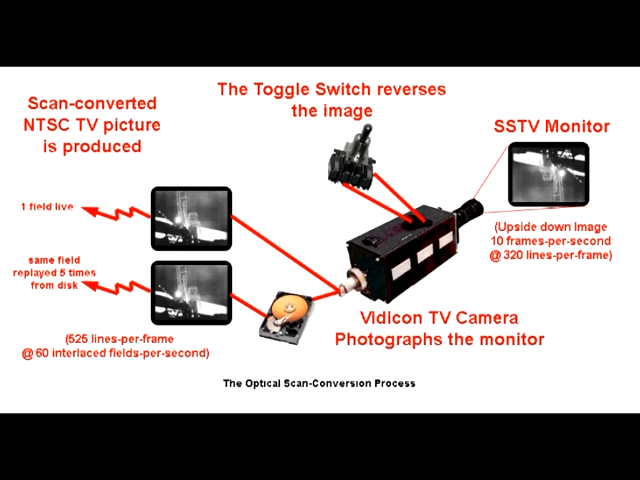 The Toggle Switch reverses
the image
Scan-converted
NTSC TV picture
is produced
SSTV Monitor
1 field live
(Upside down Image
10 frames-per-second
@ 320 lines-per-frame)
same field
replayed 5 times
from disk
Vidicon TV Camera
Photographs the monitor
(525 lines-per-frame
@ 60 interlaced fields-per-second)
The Optical Scan-Conversion Process